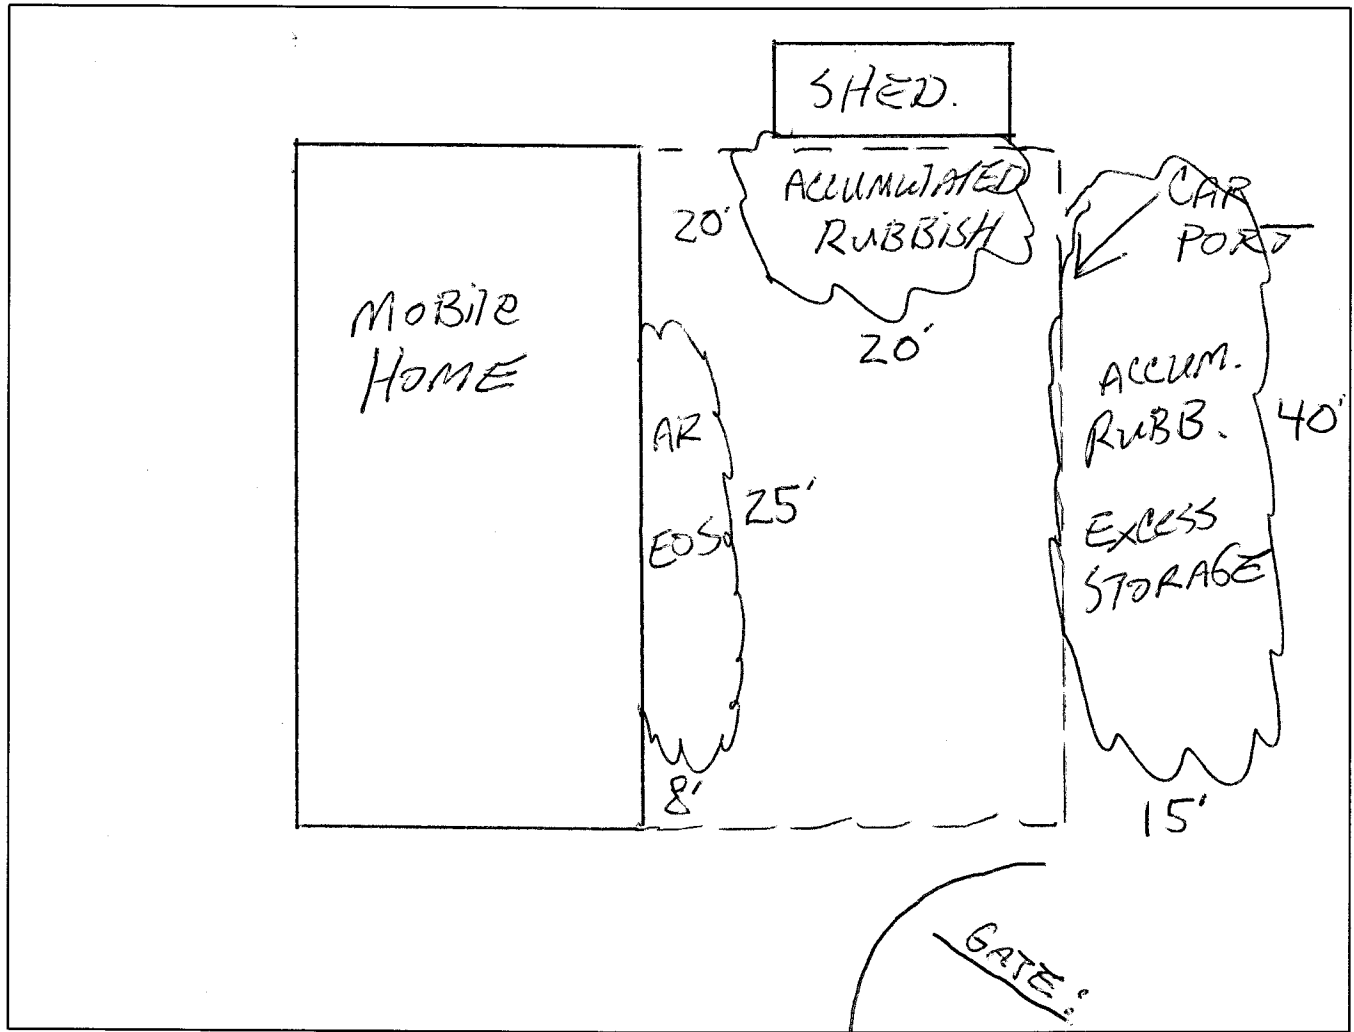 SHED.
ACCUMULATED
RUBBISH
20'
20'
CAR
PORT
MOBile
HOME
AR
EOS.
25'
8'
ACCUM.
RUBB.
EXCESS
STORAGE
40'
15'
GATE: